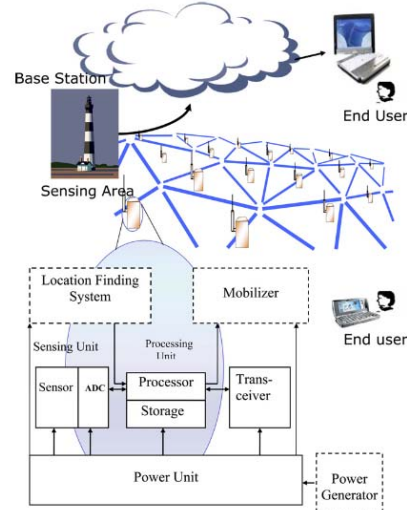 Base Station
End User
Sensing Area
Location Finding
System
Mobilizer
End user
Sensing Unit
Processing
Unit
Sensor
ADC
Processor
Storage
Trans-
ceiver
Power Unit
Power
Generator